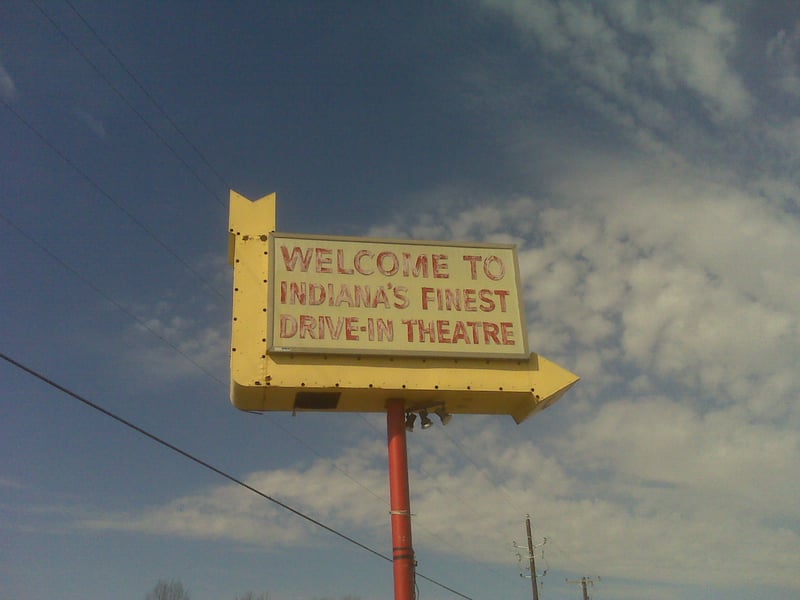 WELCOME TO
INDIANA'S FINEST
DRIVE-IN THEATRE